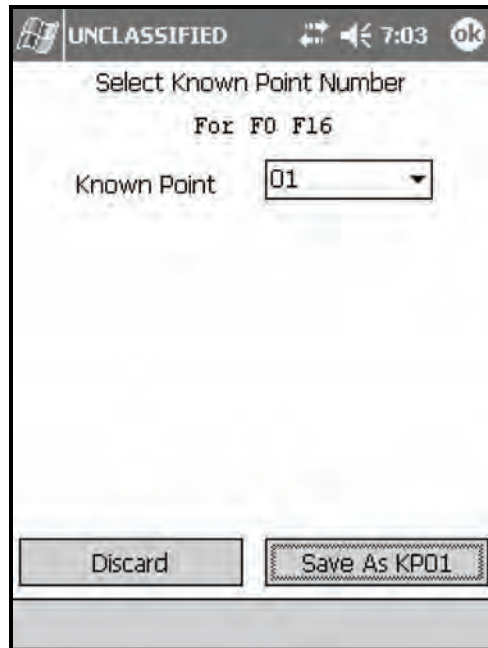 UNCLASSIFIED 7:03 ok
Select Known Point Number
For FO F16
Known Point 01
Discard Save As KP01